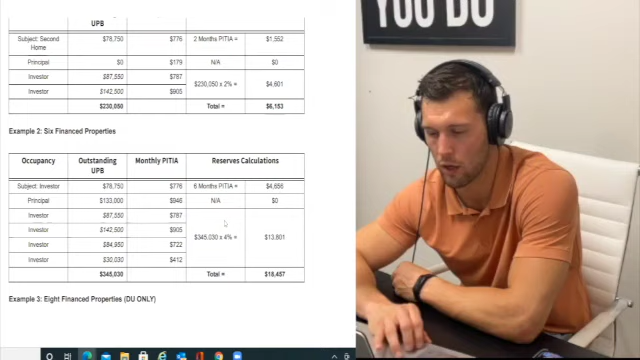 UPB
Subject: Second Home $78,750 $776 2 Months PITIA = $1,552
Principal $0 $179 N/A $0
Investor $87,550 $787 $230,050 x 2% = $4,601
Investor $142,500 $905
$230,050 Total = $6,153
Example 2: Six Financed Properties
Occupancy Outstanding UPB Monthly PITIA Reserves Calculations
Subject: Investor $78,750 $776 6 Months PITIA = $4,656
Principal $133,000 $946 N/A $0
Investor $87,550 $787
Investor $142,500 $905 $345,030 x 4% = $13,801
Investor $84,950 $722
Investor $30,030 $412
$345,030 Total = $18,457
Example 3: Eight Financed Properties (DU ONLY)
YOU DO